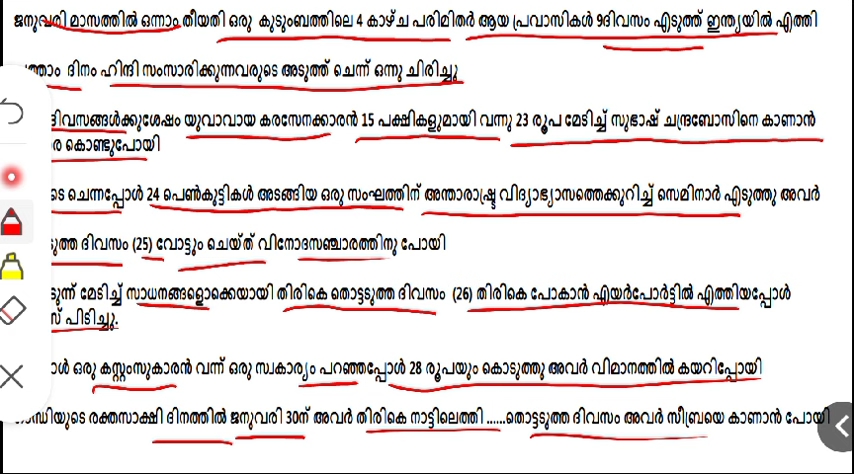 ജനുവരി മാസത്തിൽ ഒന്നാം തീയതി ഒരു കുടുംബത്തിലെ 4 കാഴ്ച പരിമിതർ ആയ പ്രവാസികൾ 9ദിവസം എടുത്ത് ഇന്ത്യയിൽ എത്തി
ദിനം ഹിന്ദി സംസാരിക്കുന്നവരുടെ അടുത്ത് ചെന്ന് ഒന്നു ചിരിച്ചു
ദിവസങ്ങൾക്കുശേഷം യുവാവായ കരസേനക്കാരൻ 15 പക്ഷികളുമായി വന്നു 23 രൂപ മേടിച്ച് സുഭാഷ് ചന്ദ്രബോസിനെ കാണാൻ
കൊണ്ടുപോയി
ചെന്നപ്പോൾ 24 പെൺകുട്ടികൾ അടങ്ങിയ ഒരു സംഘത്തിന് അന്താരാഷ്ട്ര വിദ്യാഭ്യാസത്തെക്കുറിച്ച് സെമിനാർ എടുത്തു അവർ
ദിവസം (25) വോട്ടും ചെയ്ത് വിനോദസഞ്ചാരത്തിനു പോയി
മേടിച്ച് സാധനങ്ങളൊക്കെയായി തിരികെ തൊട്ടടുത്ത ദിവസം (26) തിരികെ പോകാൻ എയർപോർട്ടിൽ എത്തിയപ്പോൾ
പിടിച്ചു.
ഒരു കസ്റ്റംസുകാരൻ വന്ന് ഒരു സ്വകാര്യം പറഞ്ഞപ്പോൾ 28 രൂപയും കൊടുത്തു അവർ വിമാനത്തിൽ കയറിപ്പോയി
രക്തസാക്ഷി ദിനത്തിൽ ജനുവരി 30ന് അവർ തിരികെ നാട്ടിലെത്തി ......തൊട്ടടുത്ത ദിവസം അവർ സീബ്രയെ കാണാൻ പോയി